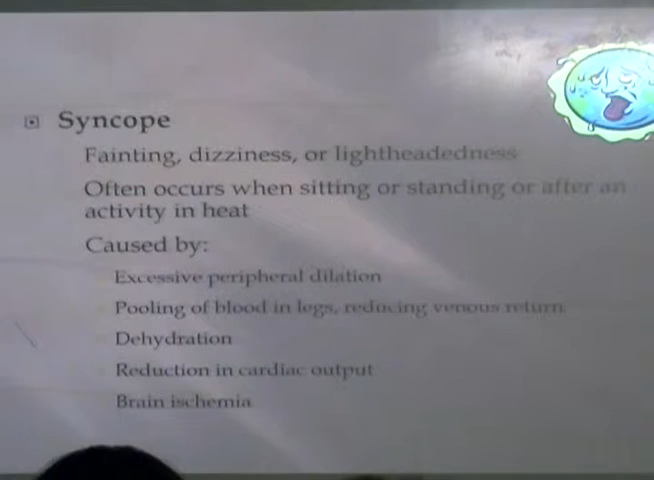 Syncope
Fainting, dizziness, or lightheadedness
Often occurs when sitting or standing or after an
activity in heat
Caused by:
Excessive peripheral dilation
Pooling of blood in legs, reducing venous return
Dehydration
Reduction in cardiac output
Brain ischemia